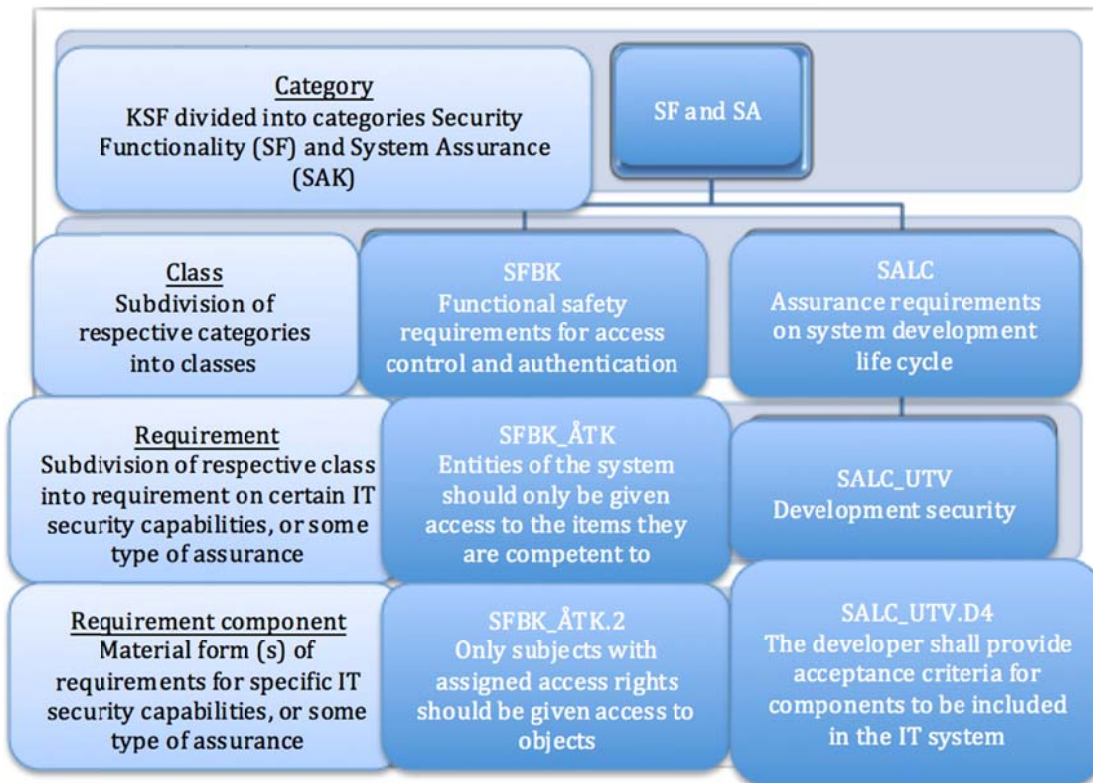 Category
KSF divided into categories Security
Functionality (SF) and System Assurance
(SAK)
SF and SA
Class
Subdivision of
respective categories
into classes
SFBK
Functional safety
requirements for access
control and authentication
SALC
Assurance requirements
on system development
life cycle
Requirement
Subdivision of respective class
into requirement on certain IT
security capabilities, or some
type of assurance
SFBK_ÅTK
Entities of the system
should only be given
access to the items they
are competent to
SALC_UTV
Development security
Requirement component
Material form (s) of
requirements for specific IT
security capabilities, or some
type of assurance
SFBK_ÅTK.2
Only subjects with
assigned access rights
should be given access to
objects
SALC_UTV.D4
The developer shall provide
acceptance criteria for
components to be included
in the IT system